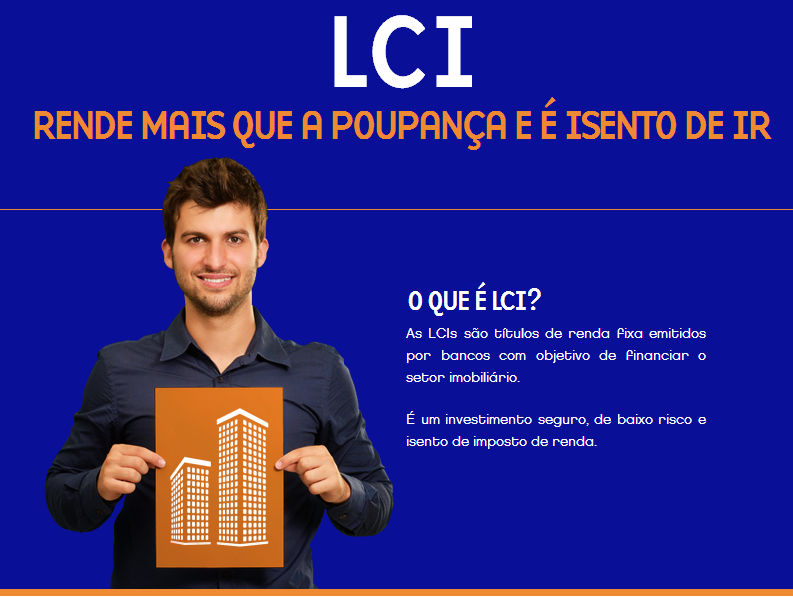 LCI
RENDE MAIS QUE A POUPANÇA E É ISENTO DE IR
O QUE É LCI?
As LCIs são títulos de renda fixa emitidos
por bancos com objetivo de financiar o
setor imobiliário.
É um investimento seguro, de baixo risco e
isento de imposto de renda.